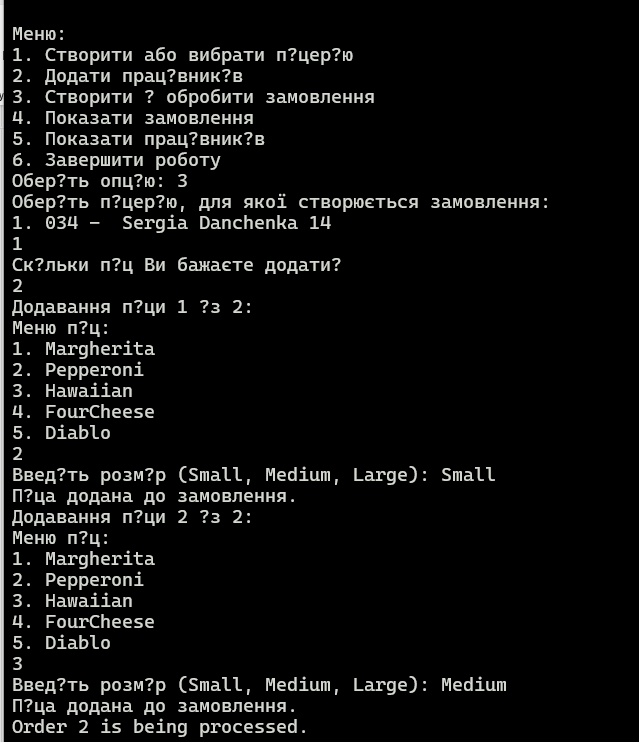 Меню:
1. Створити або вибрати п?цер?ю
2. Додати прац?вник?в
3. Створити ? обробити замовлення
4. Показати замовлення
5. Показати прац?вник?в
6. Завершити роботу
Обер?ть опц?ю: 3
Обер?ть п?цер?ю, для якої створюється замовлення:
1. 034 -  Sergia Danchenka 14
1
Ск?льки п?ц Ви бажаєте додати?
2
Додавання п?ци 1 ?з 2:
Меню п?ц:
1. Margherita
2. Pepperoni
3. Hawaiian
4. FourCheese
5. Diablo
2
Введ?ть розм?р (Small, Medium, Large): Small
П?ца додана до замовлення.
Додавання п?ци 2 ?з 2:
Меню п?ц:
1. Margherita
2. Pepperoni
3. Hawaiian
4. FourCheese
5. Diablo
3
Введ?ть розм?р (Small, Medium, Large): Medium
П?ца додана до замовлення.
Order 2 is being processed.